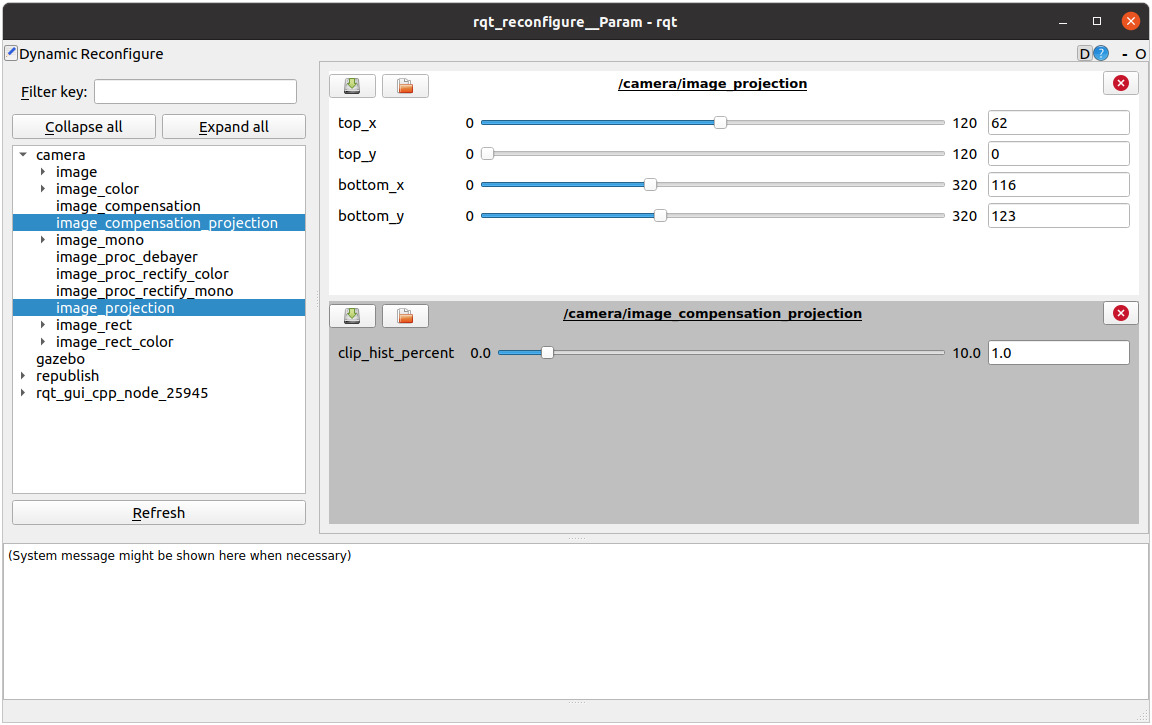 rqt_reconfigure__Param - rqt
Dynamic Reconfigure
D ? - O
Filter key:
Collapse all Expand all
camera
image
image_color
image_compensation
image_compensation_projection
image_mono
image_proc_debayer
image_proc_rectify_color
image_proc_rectify_mono
image_projection
image_rect
image_rect_color
gazebo
republish
rqt_gui_cpp_node_25945
Refresh
/camera/image_projection
top_x 0 120 62
top_y 0 120 0
bottom_x 0 320 116
bottom_y 0 320 123
/camera/image_compensation_projection
clip_hist_percent 0.0 10.0 1.0
(System message might be shown here when necessary)